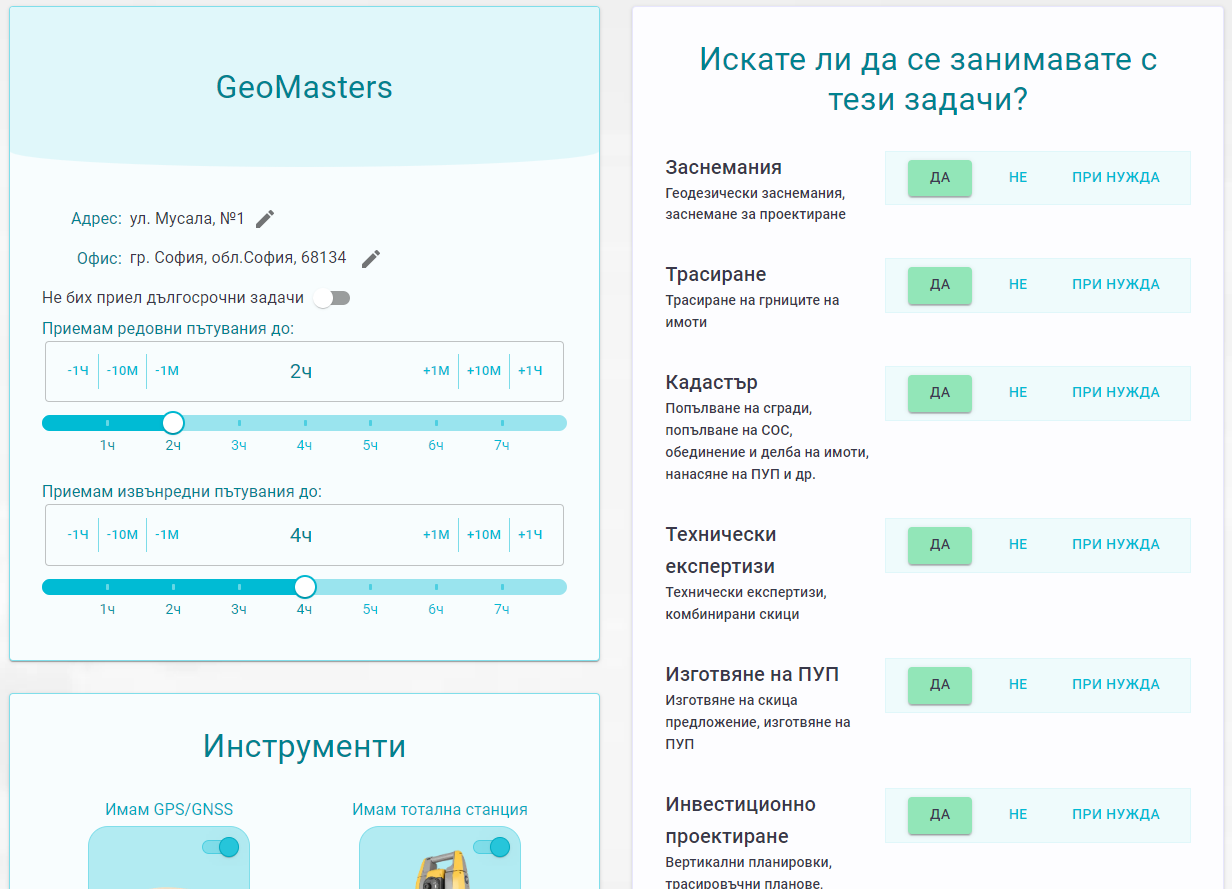 GeoMasters
Адрес: ул. Мусала, №1
Офис: гр. София, обл.София, 68134
Не бих приел дългосрочни задачи
Приемам редовни пътувания до:
-1Ч -10М -1М 2ч +1М +10М +1Ч
1ч 2ч 3ч 4ч 5ч 6ч 7ч
Приемам извънредни пътувания до:
-1Ч -10М -1М 4ч +1М +10М +1Ч
1ч 2ч 3ч 4ч 5ч 6ч 7ч
Инструменти
Имам GPS/GNSS Имам тотална станция
Искате ли да се занимавате с
тези задачи?
Заснемания
Геодезически заснемания,
заснемане за проектиране
ДА НЕ ПРИ НУЖДА
Трасиране
Трасиране на грниците на
имоти
ДА НЕ ПРИ НУЖДА
Кадастър
Попълване на сгради,
попълване на СОС,
обединение и делба на имоти,
нанасяне на ПУП и др.
ДА НЕ ПРИ НУЖДА
Технически
експертизи
Технически експертизи,
комбинирани скици
ДА НЕ ПРИ НУЖДА
Изготвяне на ПУП
Изготвяне на скица
предложение, изготвяне на
ПУП
ДА НЕ ПРИ НУЖДА
Инвестиционно
проектиране
Вертикални планировки,
трасировъчни планове,
ДА НЕ ПРИ НУЖДА